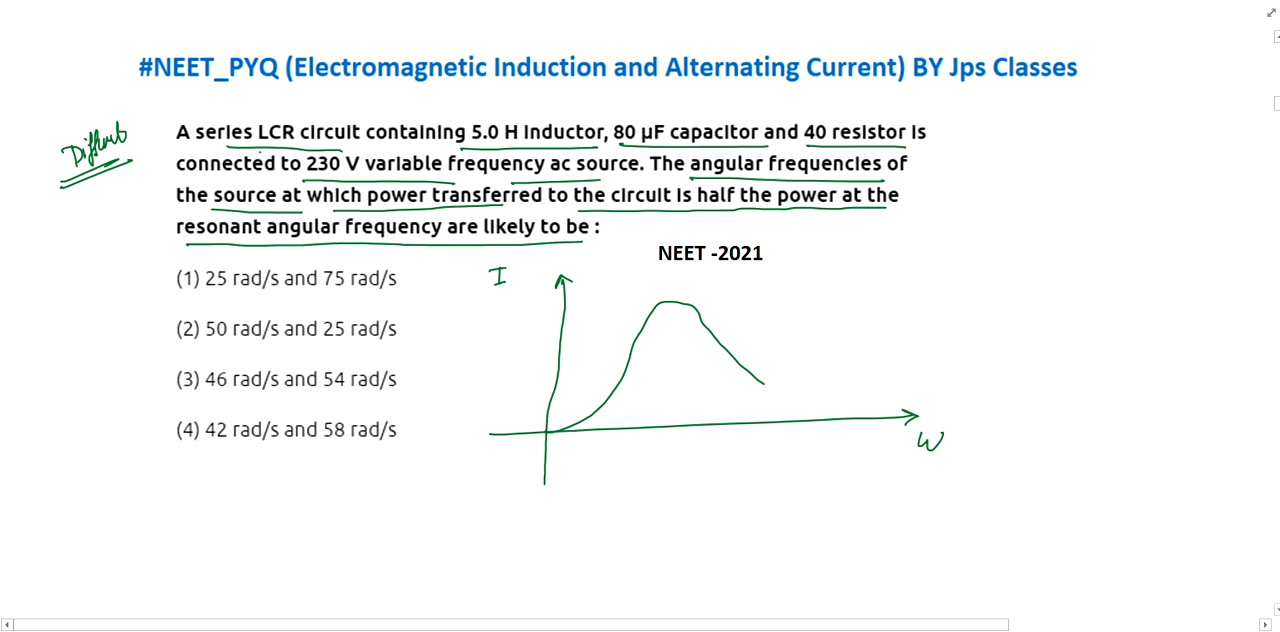 #NEET_PYQ (Electromagnetic Induction and Alternating Current) BY Jps Classes
Difficult
A series LCR circuit containing 5.0 H inductor, 80 μF capacitor and 40 resistor is
connected to 230 V variable frequency ac source. The angular frequencies of
the source at which power transferred to the circuit is half the power at the
resonant angular frequency are likely to be :
NEET -2021
(1) 25 rad/s and 75 rad/s
(2) 50 rad/s and 25 rad/s
(3) 46 rad/s and 54 rad/s
(4) 42 rad/s and 58 rad/s
I
W